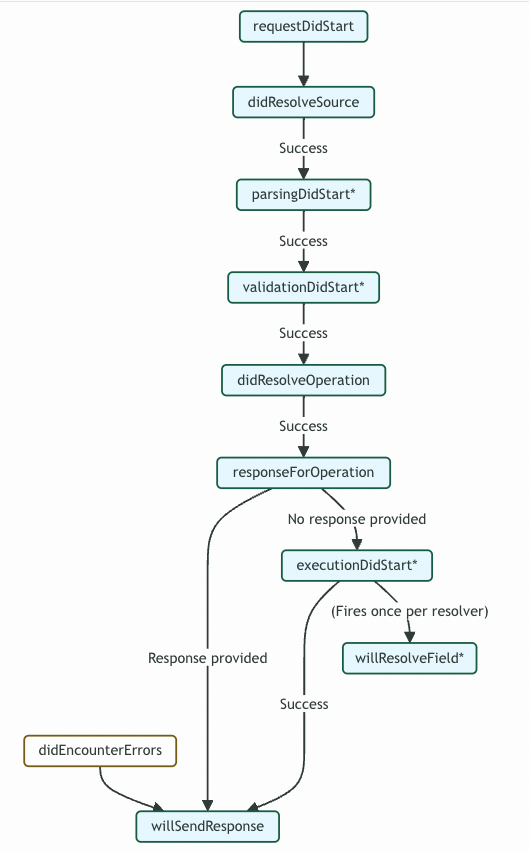 requestDidStart
didResolveSource
Success
parsingDidStart*
Success
validationDidStart*
Success
didResolveOperation
Success
responseForOperation
No response provided
executionDidStart*
(Fires once per resolver)
willResolveField*
Response provided
Success
didEncounterErrors
willSendResponse